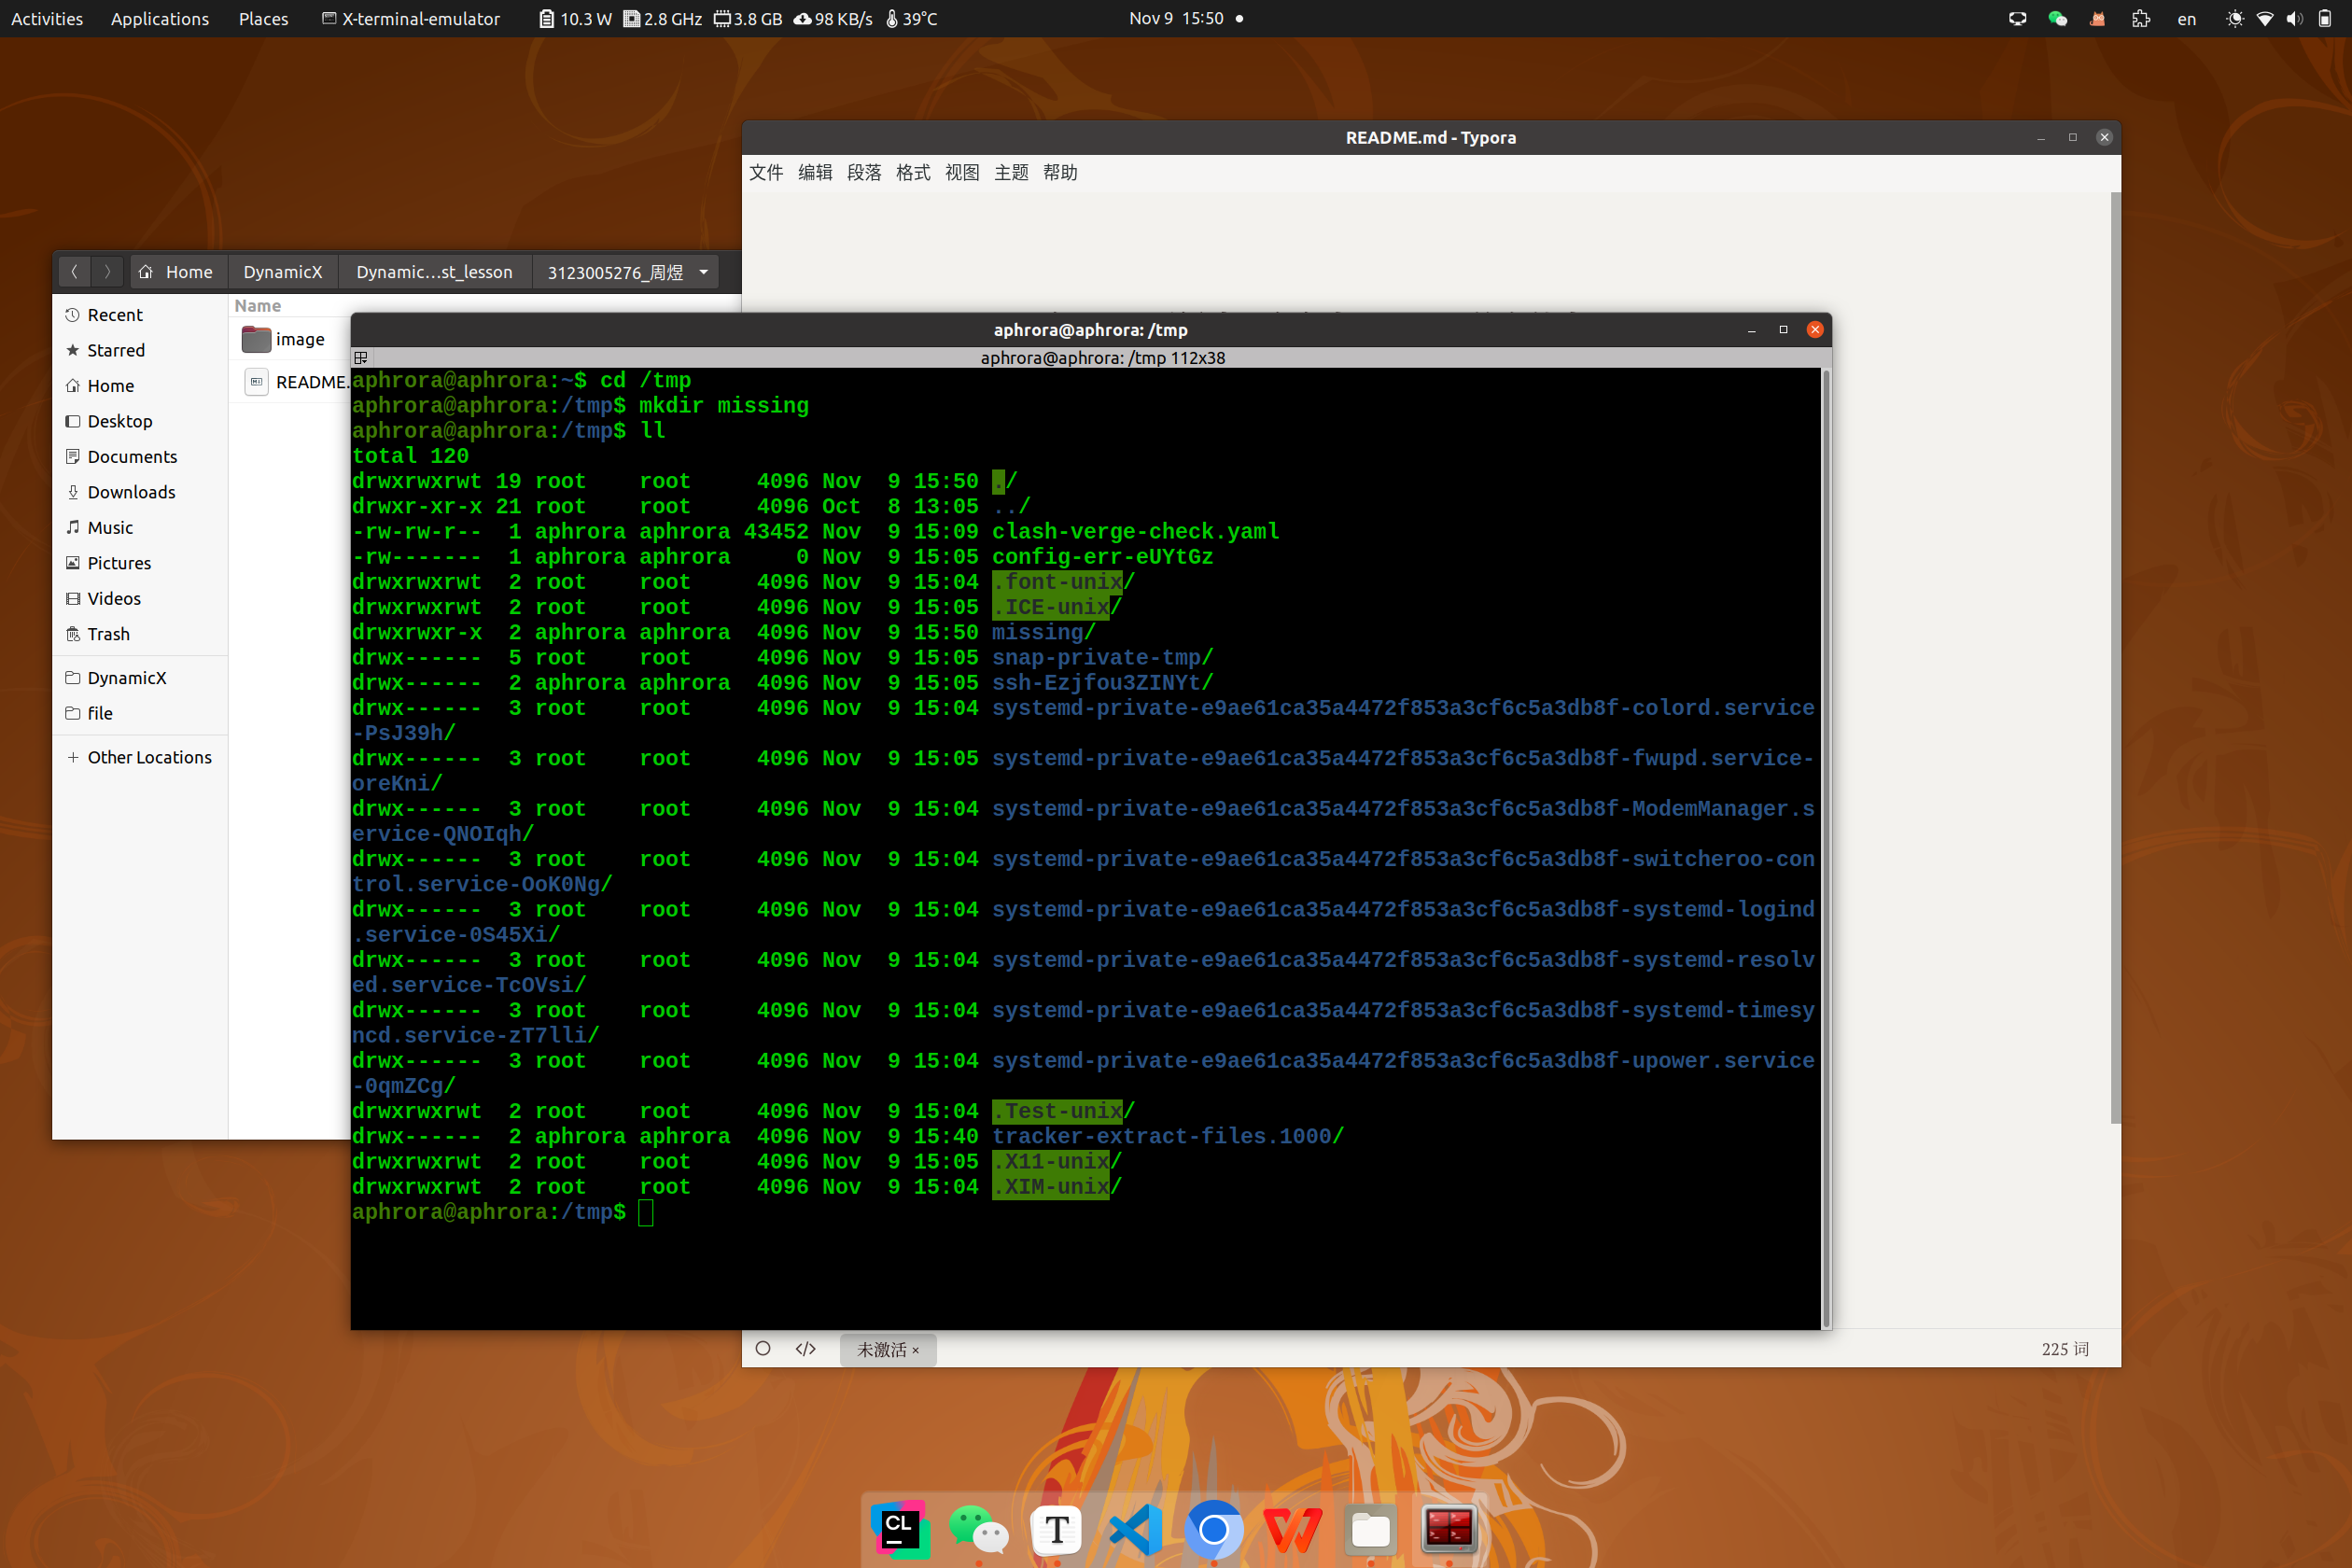 Activities Applications Places X-terminal-emulator 10.3 W 2.8 GHz 3.8 GB 98 KB/s 39°C Nov 9 15:50 en
README.md - Typora
文件 编辑 段落 格式 视图 主题 帮助
Home DynamicX Dynamic...st_lesson 3123005276_周煜
Recent
Starred
Home
Desktop
Documents
Downloads
Music
Pictures
Videos
Trash
DynamicX
file
Other Locations
Name
image
README.
aphrora@aphrora: /tmp
aphrora@aphrora: /tmp 112x38
aphrora@aphrora:~$ cd /tmp
aphrora@aphrora:/tmp$ mkdir missing
aphrora@aphrora:/tmp$ ll
total 120
drwxrwxrwt 19 root    root     4096 Nov  9 15:50 ./
drwxr-xr-x 21 root    root     4096 Oct  8 13:05 ../
-rw-rw-r--  1 aphrora aphrora 43452 Nov  9 15:09 clash-verge-check.yaml
-rw-------  1 aphrora aphrora     0 Nov  9 15:05 config-err-eUYtGz
drwxrwxrwt  2 root    root     4096 Nov  9 15:04 .font-unix/
drwxrwxrwt  2 root    root     4096 Nov  9 15:05 .ICE-unix/
drwxrwxr-x  2 aphrora aphrora  4096 Nov  9 15:50 missing/
drwx------  5 root    root     4096 Nov  9 15:05 snap-private-tmp/
drwx------  2 aphrora aphrora  4096 Nov  9 15:05 ssh-Ezjfou3ZINYt/
drwx------  3 root    root     4096 Nov  9 15:04 systemd-private-e9ae61ca35a4472f853a3cf6c5a3db8f-colord.service
-PsJ39h/
drwx------  3 root    root     4096 Nov  9 15:05 systemd-private-e9ae61ca35a4472f853a3cf6c5a3db8f-fwupd.service-
oreKni/
drwx------  3 root    root     4096 Nov  9 15:04 systemd-private-e9ae61ca35a4472f853a3cf6c5a3db8f-ModemManager.s
ervice-QNOIqh/
drwx------  3 root    root     4096 Nov  9 15:04 systemd-private-e9ae61ca35a4472f853a3cf6c5a3db8f-switcheroo-con
trol.service-OoK0Ng/
drwx------  3 root    root     4096 Nov  9 15:04 systemd-private-e9ae61ca35a4472f853a3cf6c5a3db8f-systemd-logind
.service-0S45Xi/
drwx------  3 root    root     4096 Nov  9 15:04 systemd-private-e9ae61ca35a4472f853a3cf6c5a3db8f-systemd-resolv
ed.service-TcOVsi/
drwx------  3 root    root     4096 Nov  9 15:04 systemd-private-e9ae61ca35a4472f853a3cf6c5a3db8f-systemd-timesy
ncd.service-zT7lli/
drwx------  3 root    root     4096 Nov  9 15:04 systemd-private-e9ae61ca35a4472f853a3cf6c5a3db8f-upower.service
-0qmZCg/
drwxrwxrwt  2 root    root     4096 Nov  9 15:04 .Test-unix/
drwx------  2 aphrora aphrora  4096 Nov  9 15:40 tracker-extract-files.1000/
drwxrwxrwt  2 root    root     4096 Nov  9 15:05 .X11-unix/
drwxrwxrwt  2 root    root     4096 Nov  9 15:04 .XIM-unix/
aphrora@aphrora:/tmp$
</> 未激活 × 225 词
CL T